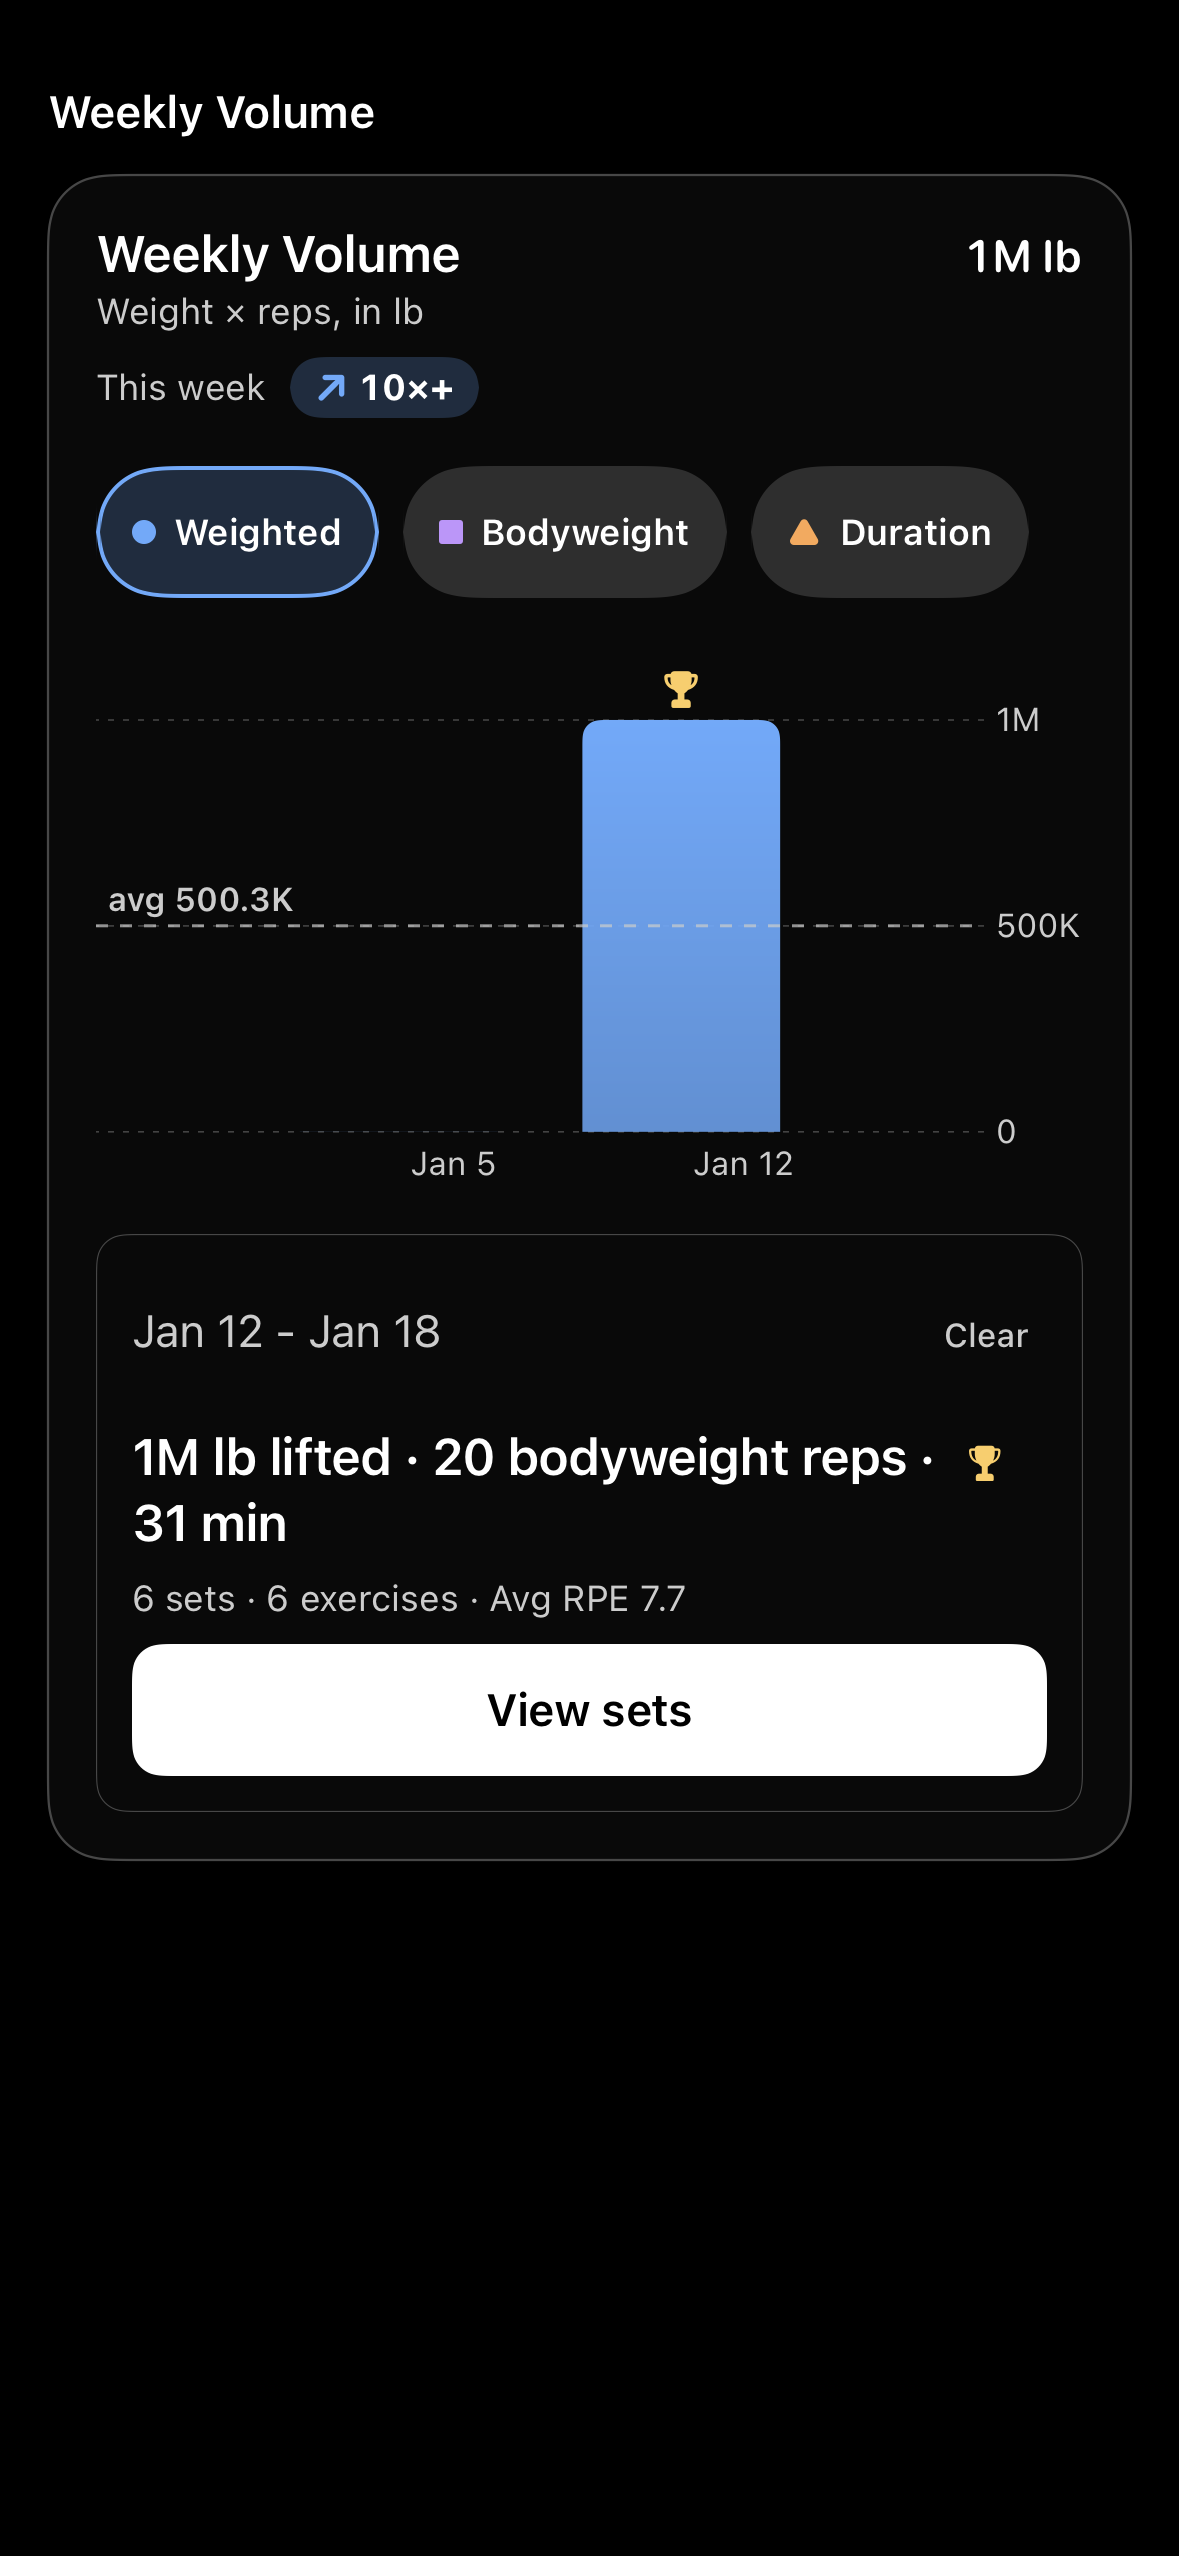 Weekly Volume
Weekly Volume
1M lb
Weight × reps, in lb
This week
10×+
Weighted
Bodyweight
Duration
1M
avg 500.3K
500K
0
Jan 5
Jan 12
Jan 12 - Jan 18
Clear
1M lb lifted · 20 bodyweight reps ·
31 min
6 sets · 6 exercises · Avg RPE 7.7
View sets